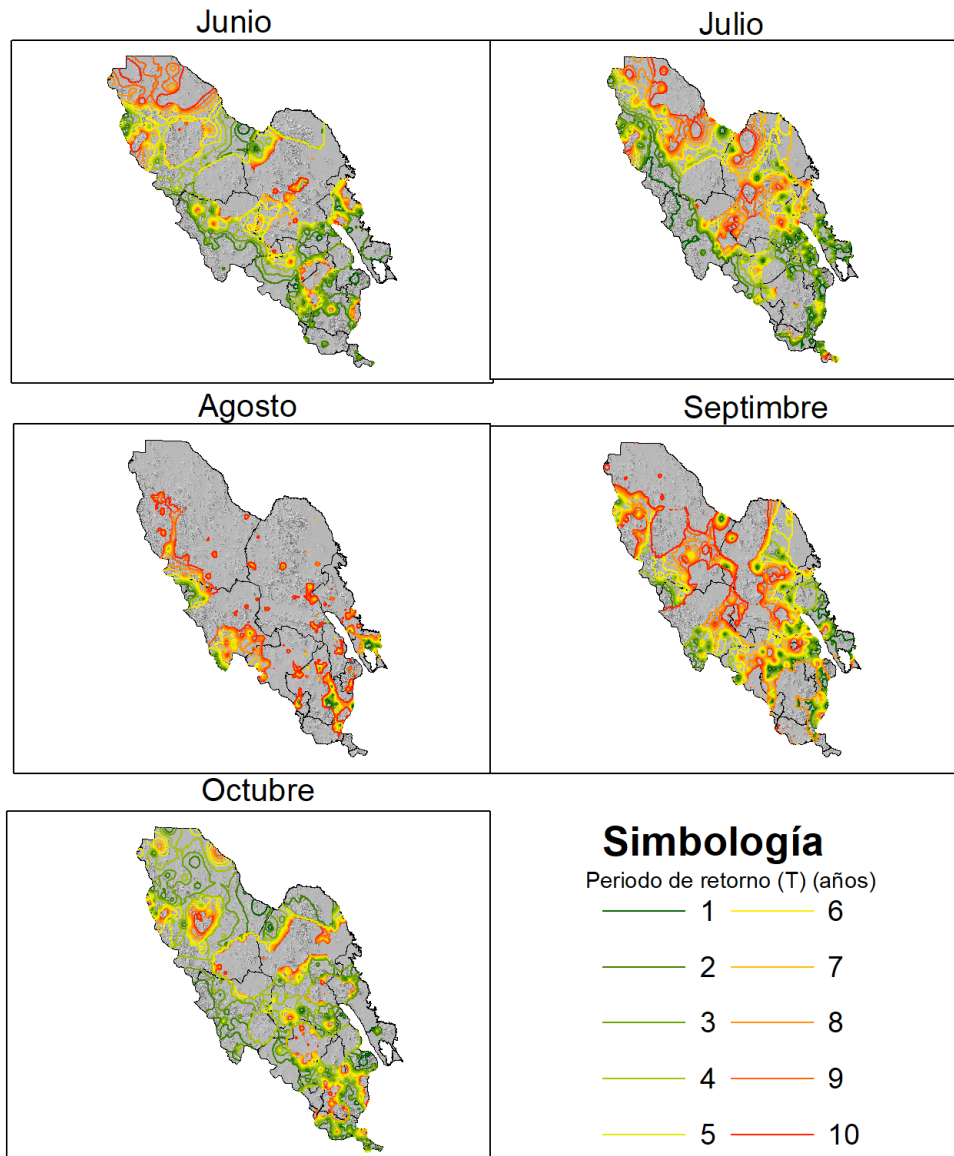 Junio
Julio
Agosto
Septimbre
Octubre
Simbología
Periodo de retorno (T) (años)
1 6
2 7
3 8
4 9
5 10